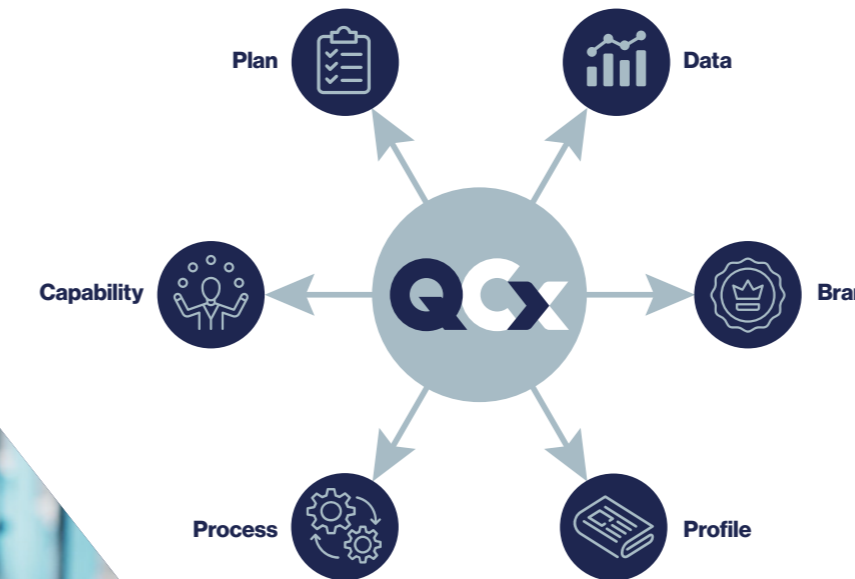 Plan
Data
Capability
QCx
Process
Profile